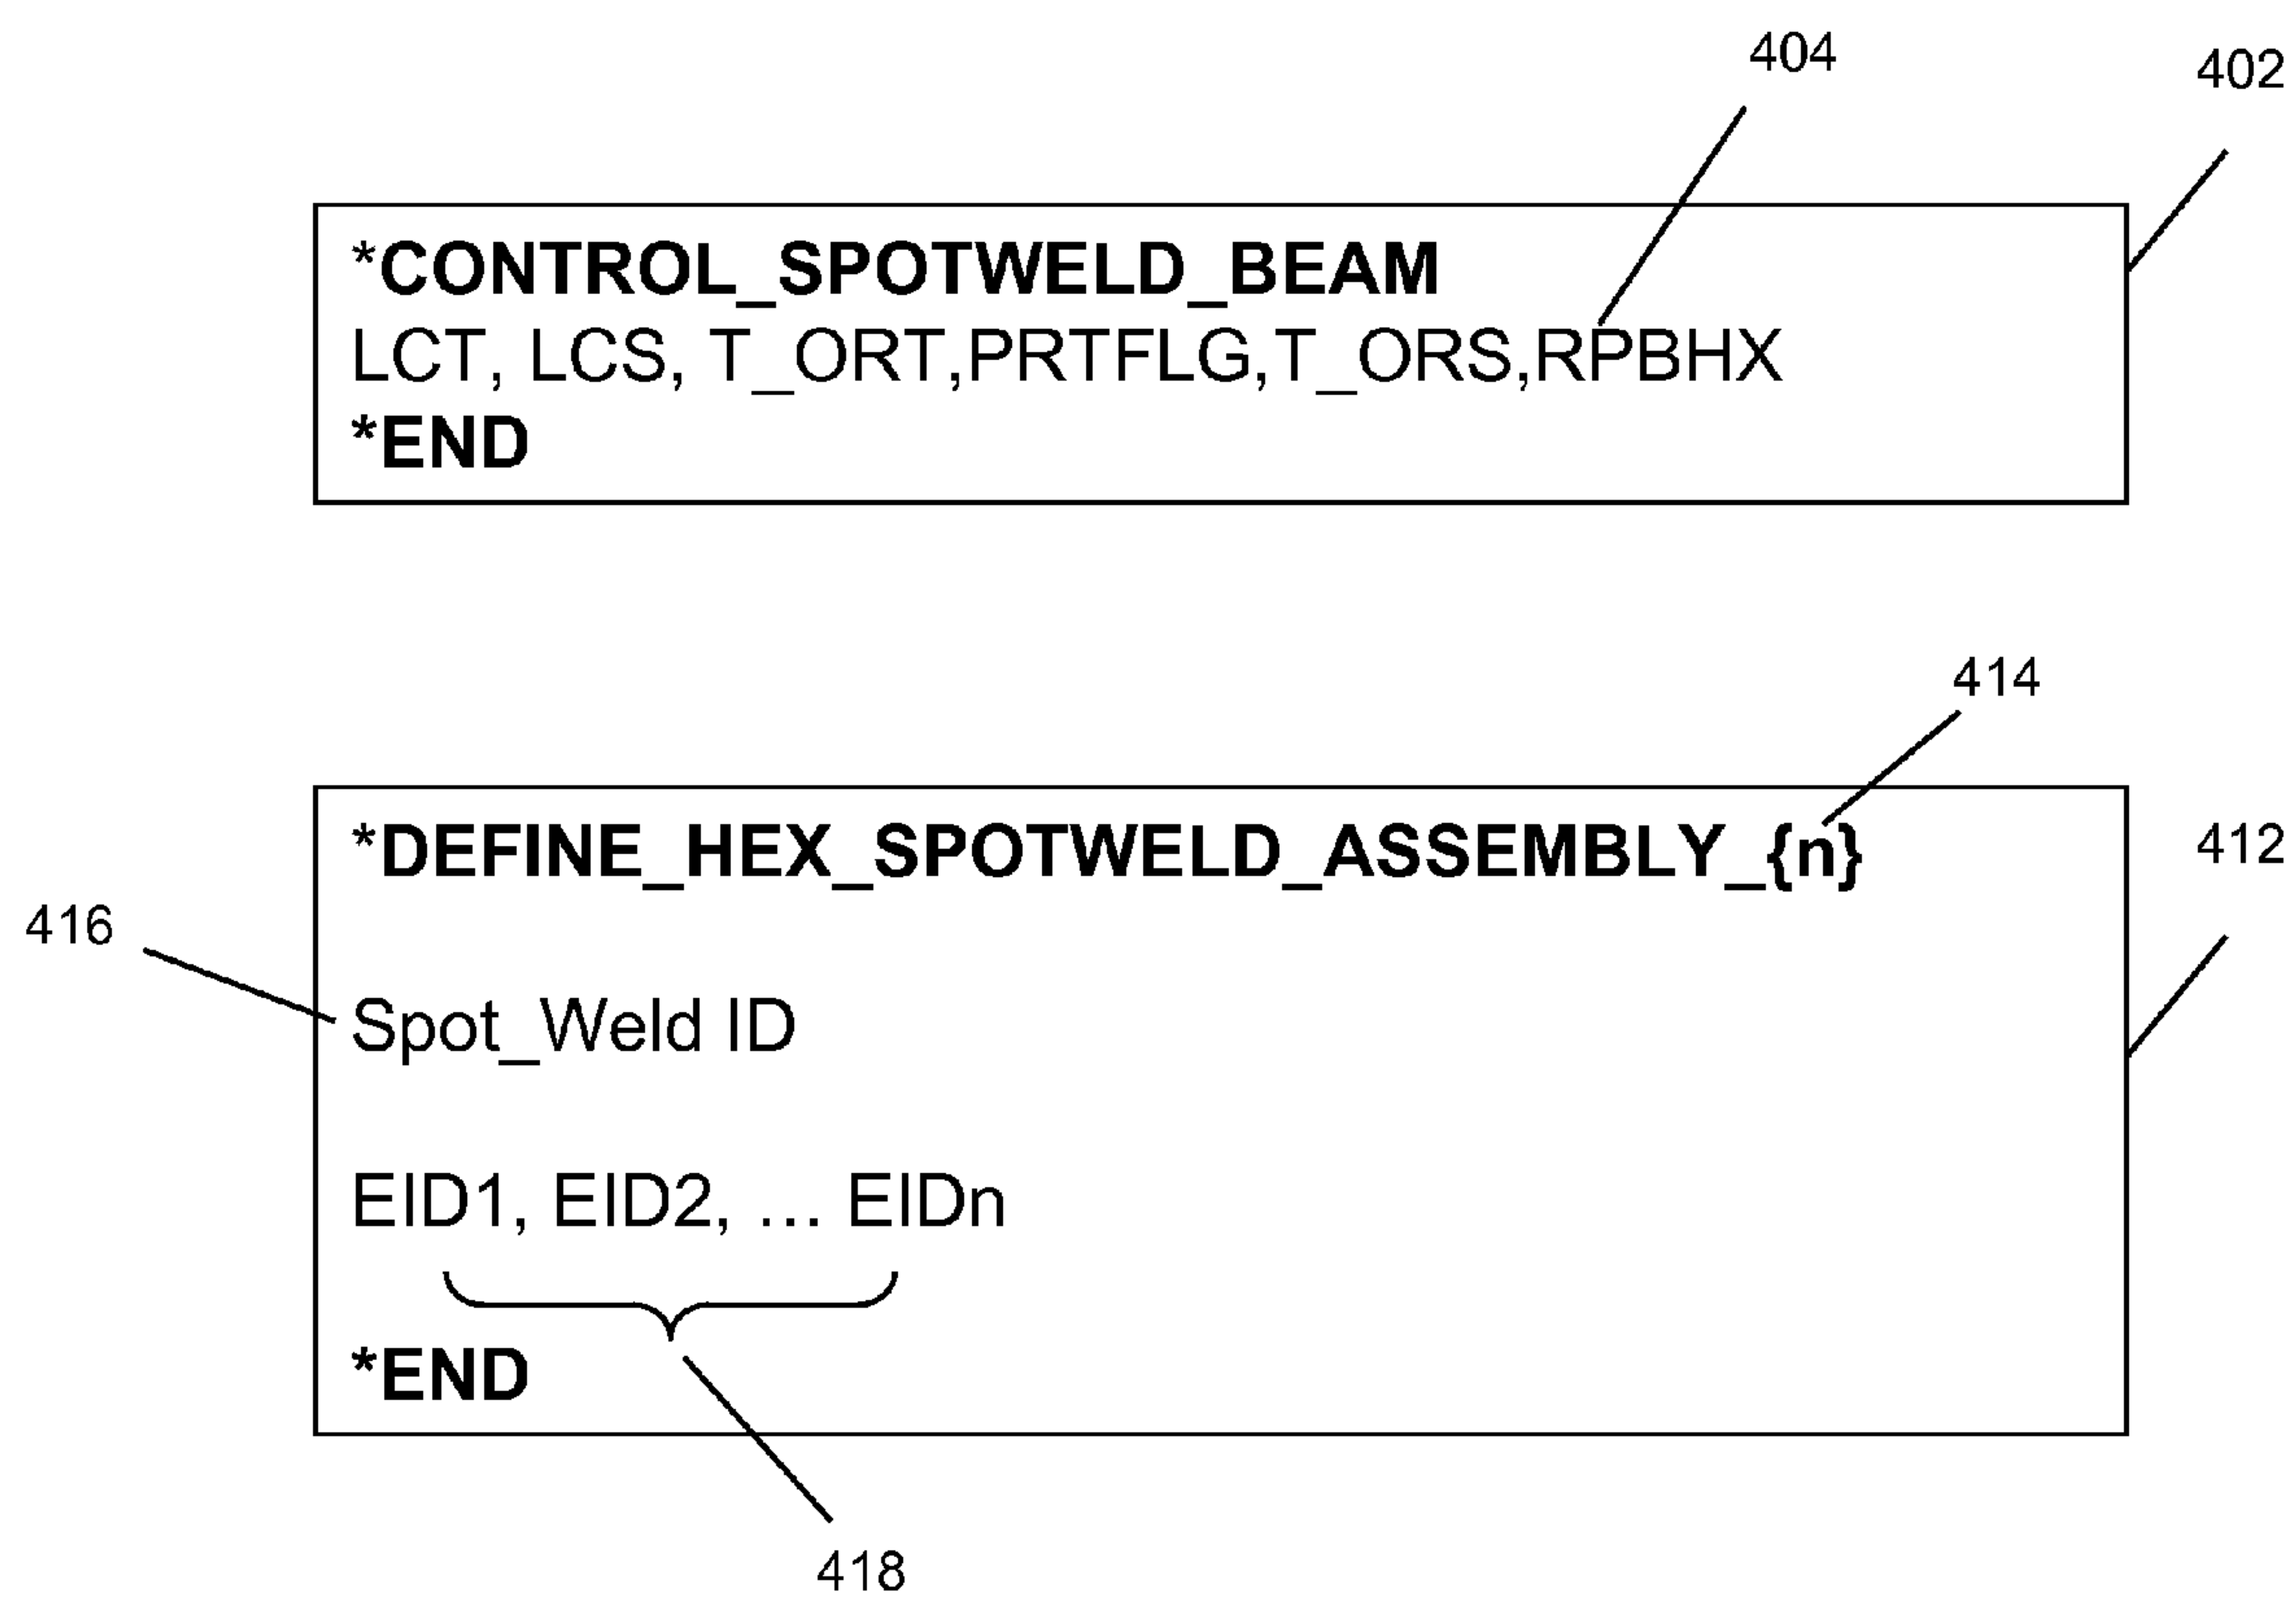 404
402
*CONTROL_SPOTWELD_BEAM
LCT, LCS, T_ORT,PRTFLG,T_ORS,RPBHX
*END
414
*DEFINE_HEX_SPOTWELD_ASSEMBLY_{n}
412
416
Spot_Weld ID
EID1, EID2, ... EIDn
*END
418